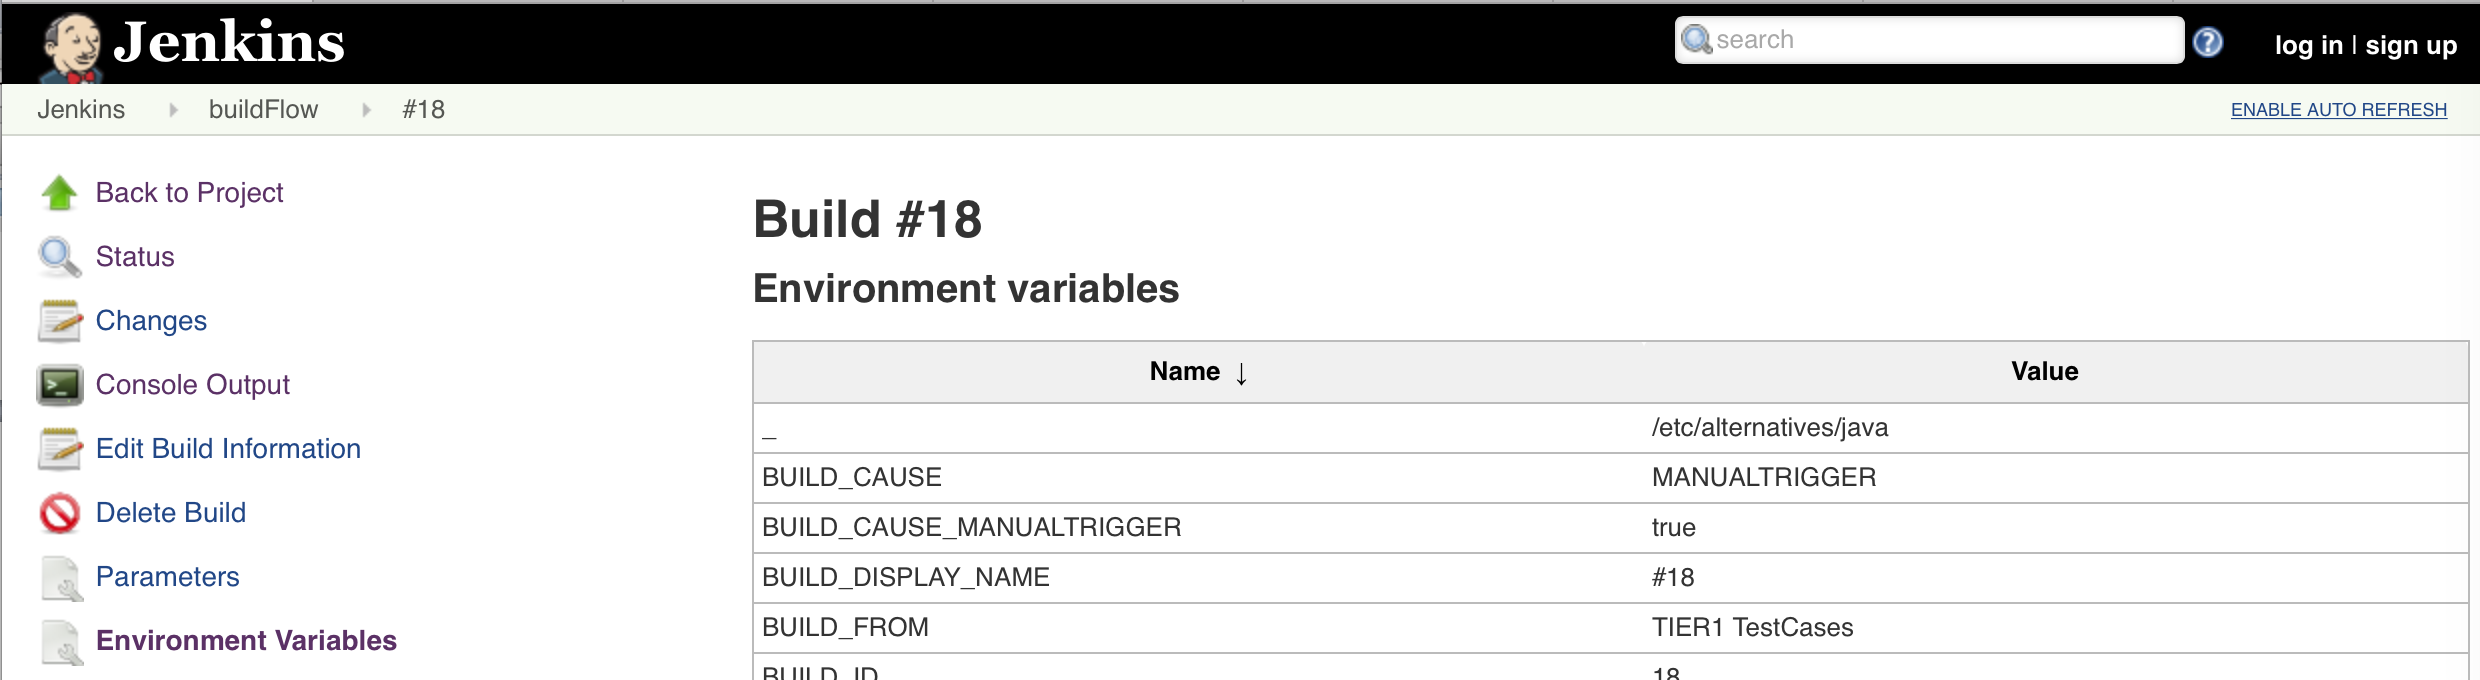 Jenkins
search
log in | sign up
Jenkins buildFlow #18
ENABLE AUTO REFRESH
Back to Project
Status
Changes
Console Output
Edit Build Information
Delete Build
Parameters
Environment Variables
Build #18
Environment variables
Name ↓ Value
_ /etc/alternatives/java
BUILD_CAUSE MANUALTRIGGER
BUILD_CAUSE_MANUALTRIGGER true
BUILD_DISPLAY_NAME #18
BUILD_FROM TIER1 TestCases
BUILD_ID 18